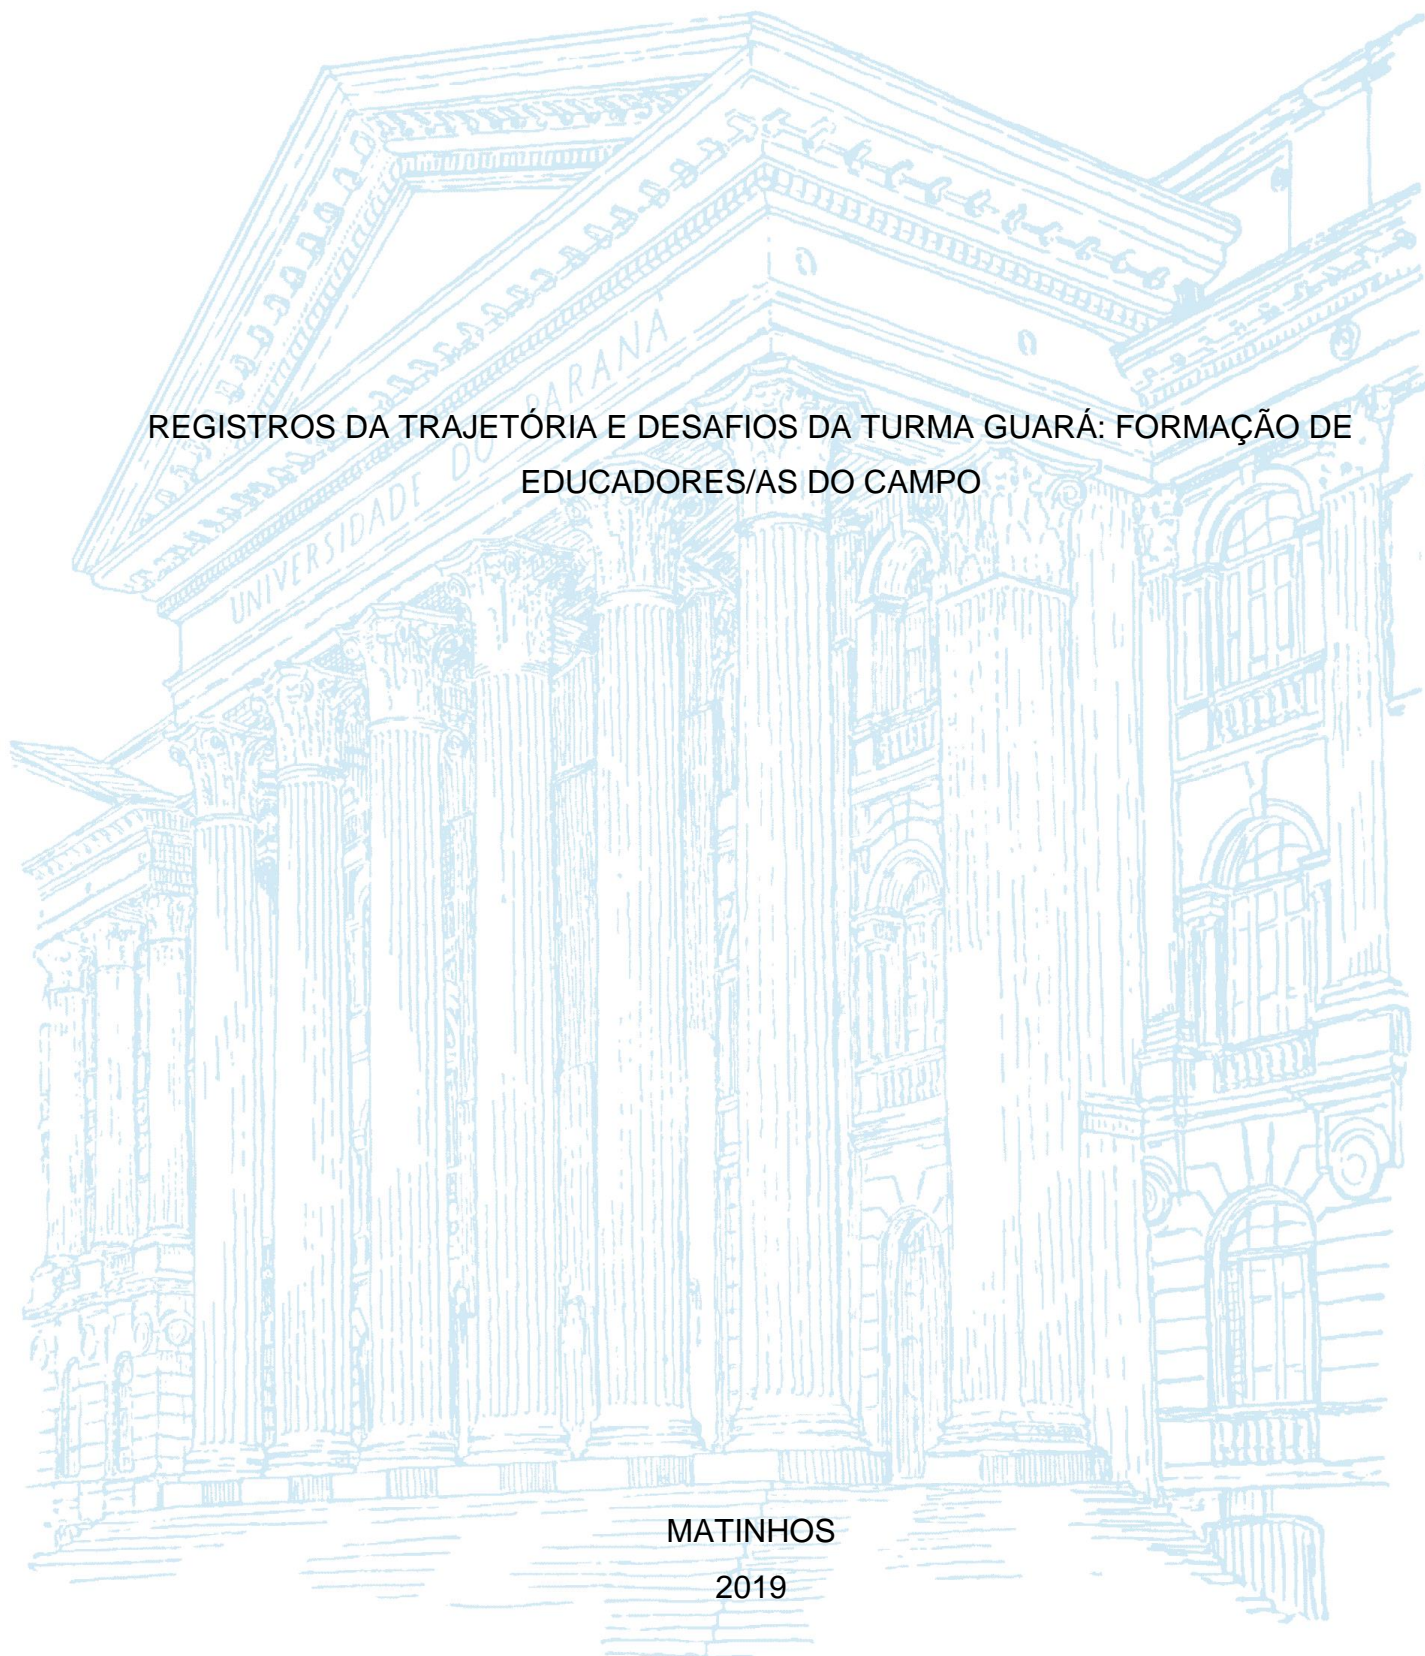 UNIVERSIDADE DO PARANÁ
REGISTROS DA TRAJETÓRIA E DESAFIOS DA TURMA GUARÁ: FORMAÇÃO DE
EDUCADORES/AS DO CAMPO
MATINHOS
2019